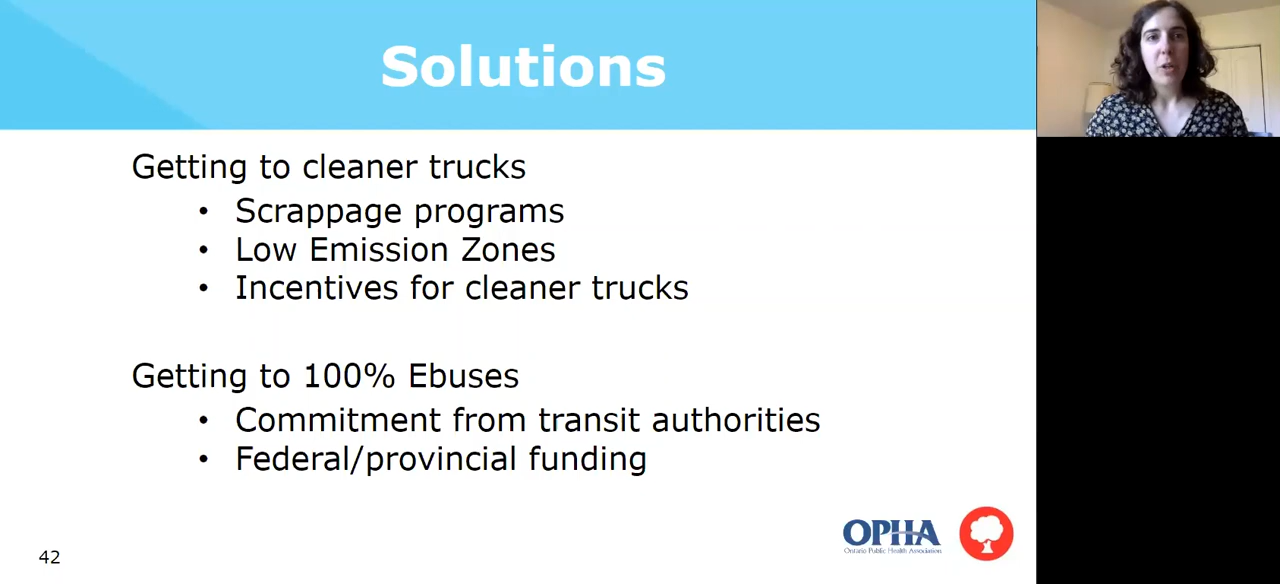 Solutions
Getting to cleaner trucks
• Scrappage programs
• Low Emission Zones
• Incentives for cleaner trucks
Getting to 100% Ebuses
• Commitment from transit authorities
• Federal/provincial funding
OPHA
Ontario Public Health Association
42